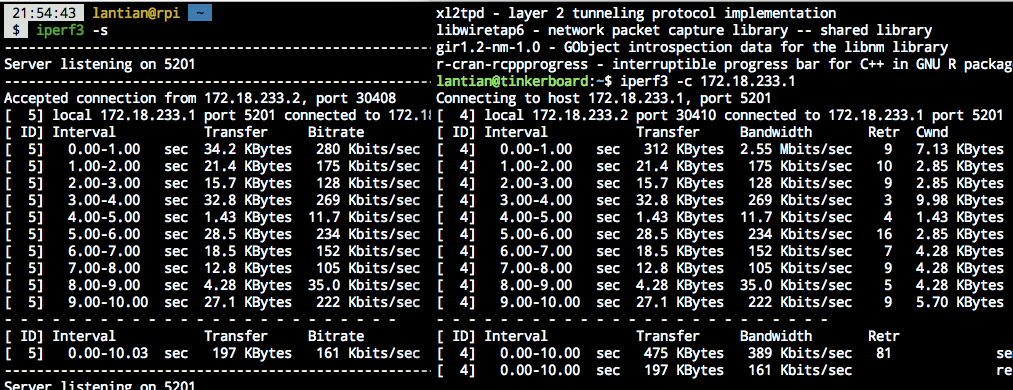 21:54:43 lantian@rpi ~
$ iperf3 -s
-----------------------------------------------------------
Server listening on 5201
-----------------------------------------------------------
Accepted connection from 172.18.233.2, port 30408
[  5] local 172.18.233.1 port 5201 connected to 172.18
[ ID] Interval           Transfer     Bitrate
[  5]   0.00-1.00   sec  34.2 KBytes   280 Kbits/sec
[  5]   1.00-2.00   sec  21.4 KBytes   175 Kbits/sec
[  5]   2.00-3.00   sec  15.7 KBytes   128 Kbits/sec
[  5]   3.00-4.00   sec  32.8 KBytes   269 Kbits/sec
[  5]   4.00-5.00   sec  1.43 KBytes  11.7 Kbits/sec
[  5]   5.00-6.00   sec  28.5 KBytes   234 Kbits/sec
[  5]   6.00-7.00   sec  18.5 KBytes   152 Kbits/sec
[  5]   7.00-8.00   sec  12.8 KBytes   105 Kbits/sec
[  5]   8.00-9.00   sec  4.28 KBytes  35.0 Kbits/sec
[  5]   9.00-10.00  sec  27.1 KBytes   222 Kbits/sec
- - - - - - - - - - - - - - - - - - - - - - - - -
[ ID] Interval           Transfer     Bitrate
[  5]   0.00-10.03  sec   197 KBytes   161 Kbits/sec
-----------------------------------------------------------
Server listening on 5201
xl2tpd - layer 2 tunneling protocol implementation
libwiretap6 - network packet capture library -- shared library
gir1.2-nm-1.0 - GObject introspection data for the libnm library
r-cran-rcppprogress - interruptible progress bar for C++ in GNU R packag
lantian@tinkerboard:~$ iperf3 -c 172.18.233.1
Connecting to host 172.18.233.1, port 5201
[  4] local 172.18.233.2 port 30410 connected to 172.18.233.1 port 5201
[ ID] Interval           Transfer     Bandwidth       Retr  Cwnd
[  4]   0.00-1.00   sec   312 KBytes  2.55 Mbits/sec    9   7.13 KBytes
[  4]   1.00-2.00   sec  21.4 KBytes   175 Kbits/sec   10   2.85 KBytes
[  4]   2.00-3.00   sec  15.7 KBytes   128 Kbits/sec    9   2.85 KBytes
[  4]   3.00-4.00   sec  32.8 KBytes   269 Kbits/sec    3   9.98 KBytes
[  4]   4.00-5.00   sec  1.43 KBytes  11.7 Kbits/sec    4   1.43 KBytes
[  4]   5.00-6.00   sec  28.5 KBytes   234 Kbits/sec   16   2.85 KBytes
[  4]   6.00-7.00   sec  18.5 KBytes   152 Kbits/sec    7   4.28 KBytes
[  4]   7.00-8.00   sec  12.8 KBytes   105 Kbits/sec    9   4.28 KBytes
[  4]   8.00-9.00   sec  4.28 KBytes  35.0 Kbits/sec    5   4.28 KBytes
[  4]   9.00-10.00  sec  27.1 KBytes   222 Kbits/sec    9   5.70 KBytes
- - - - - - - - - - - - - - - - - - - - - - - - -
[ ID] Interval           Transfer     Bandwidth       Retr
[  4]   0.00-10.00  sec   475 KBytes   389 Kbits/sec   81             se
[  4]   0.00-10.00  sec   197 KBytes   161 Kbits/sec                  re